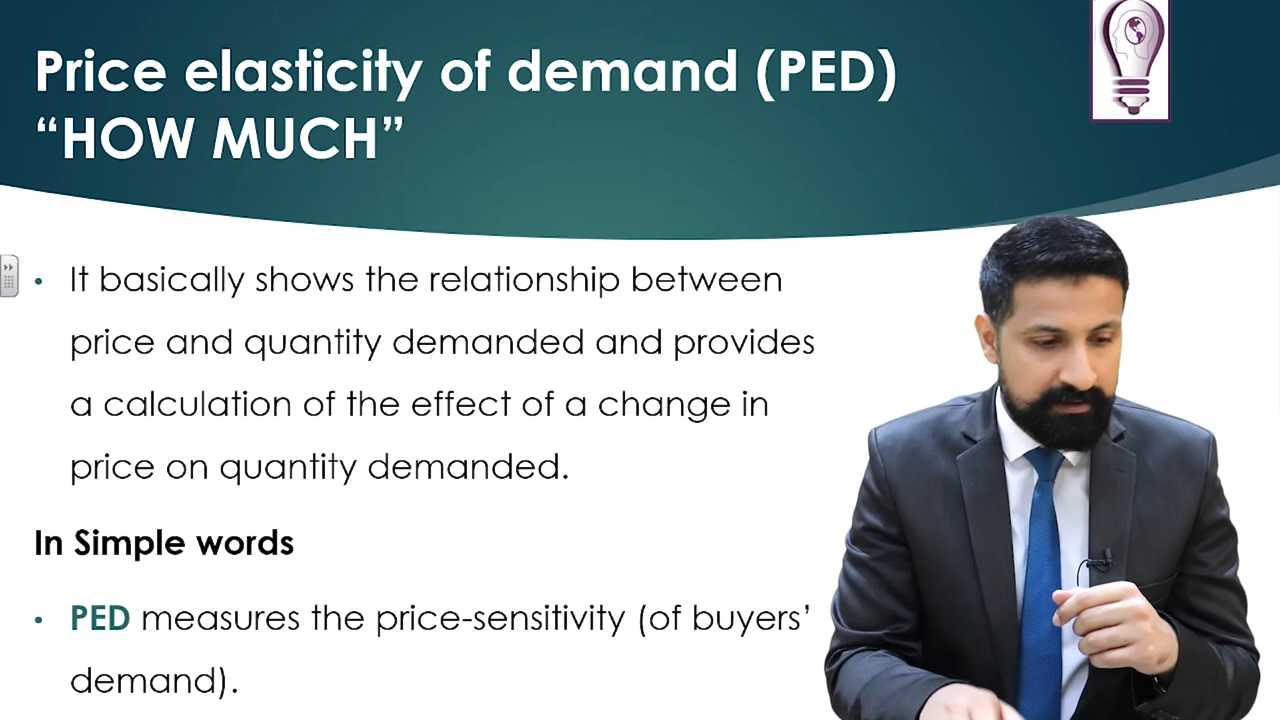 Price elasticity of demand (PED)
“HOW MUCH”
• It basically shows the relationship between
price and quantity demanded and provides
a calculation of the effect of a change in
price on quantity demanded.
In Simple words
• PED measures the price-sensitivity (of buyers’
demand).